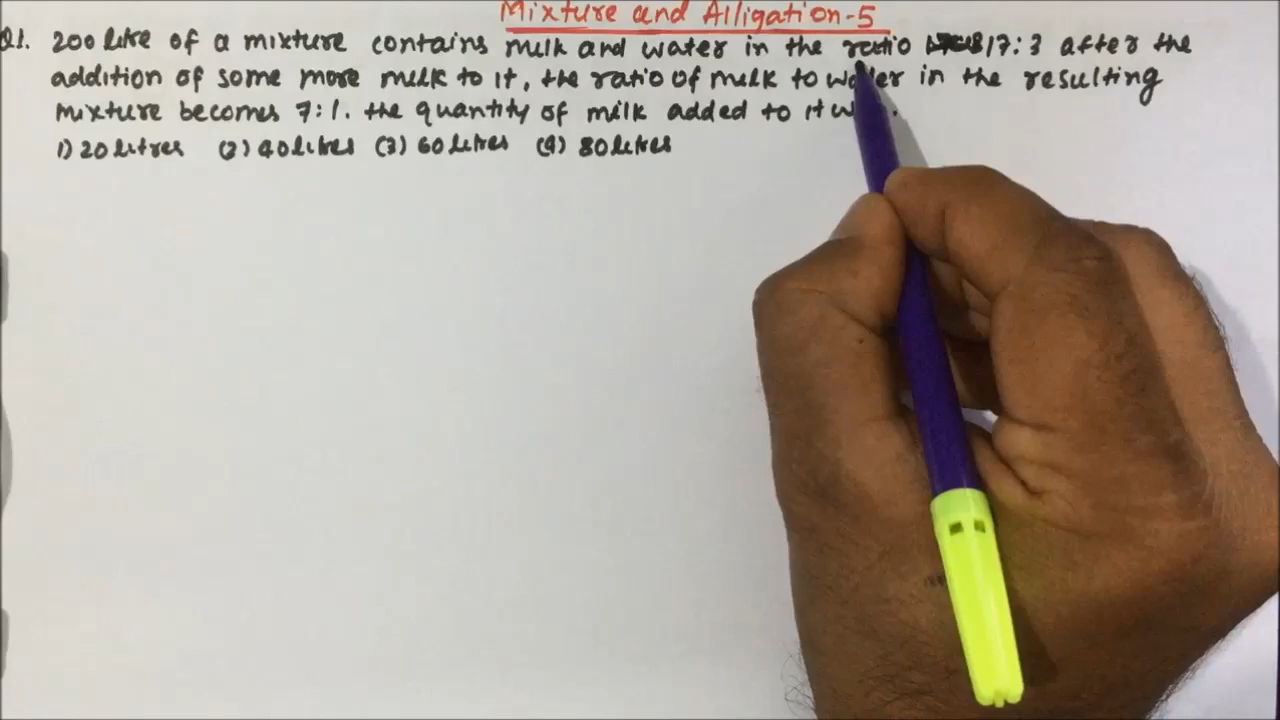 Mixture and Alligation-5
Q1. 200 litre of a mixture contains milk and water in the ratio 17:3 after the
addition of some more milk to it, the ratio of milk to water in the resulting
mixture becomes 7:1. the quantity of milk added to it
1) 20 litres (2) 40 litres (3) 60 litres (4) 80 litres